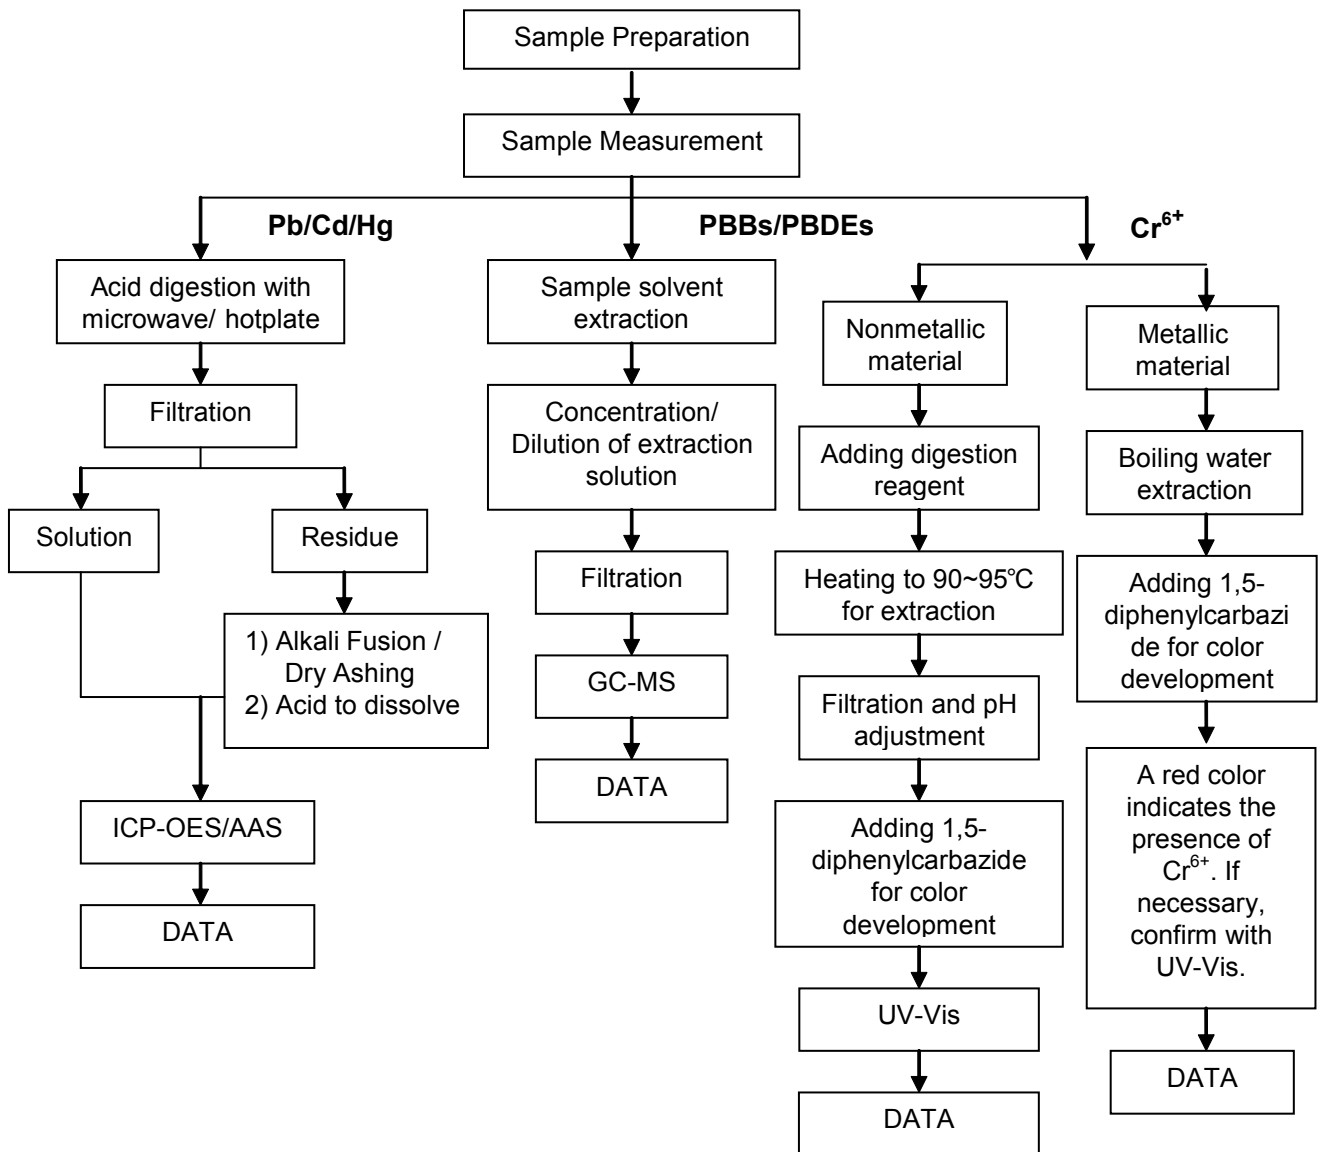 Sample Preparation
Sample Measurement
Pb/Cd/Hg
PBBs/PBDEs
Cr⁶⁺
Acid digestion with
microwave/ hotplate
Filtration
Solution
Residue
1) Alkali Fusion /
Dry Ashing
2) Acid to dissolve
ICP-OES/AAS
DATA
Sample solvent
extraction
Concentration/
Dilution of extraction
solution
Filtration
GC-MS
DATA
Nonmetallic
material
Adding digestion
reagent
Heating to 90~95℃
for extraction
Filtration and pH
adjustment
Adding 1,5-
diphenylcarbazide
for color
development
UV-Vis
DATA
Metallic
material
Boiling water
extraction
Adding 1,5-
diphenylcarbazi
de for color
development
A red color
indicates the
presence of
Cr⁶⁺. If
necessary,
confirm with
UV-Vis.
DATA